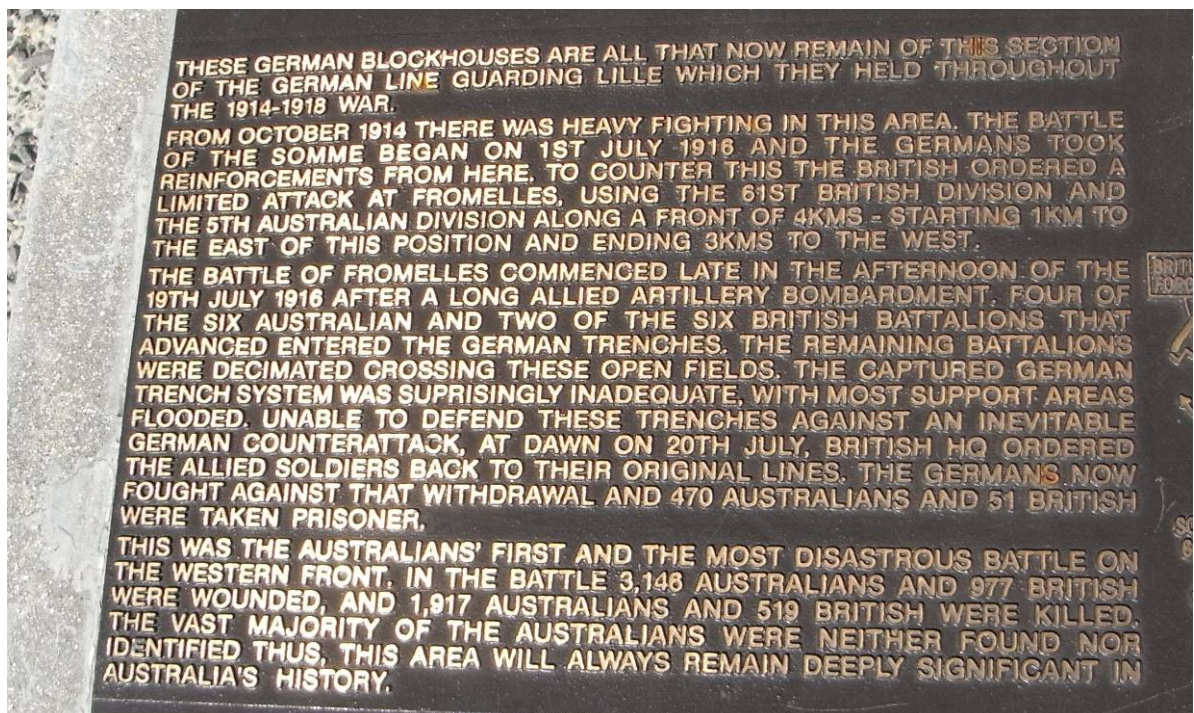 THESE GERMAN BLOCKHOUSES ARE ALL THAT NOW REMAIN OF THIS SECTION
OF THE GERMAN LINE GUARDING LILLE WHICH THEY HELD THROUGHOUT
THE 1914-1918 WAR.
FROM OCTOBER 1914 THERE WAS HEAVY FIGHTING IN THIS AREA. THE BATTLE
OF THE SOMME BEGAN ON 1ST JULY 1916 AND THE GERMANS TOOK
REINFORCEMENTS FROM HERE. TO COUNTER THIS THE BRITISH ORDERED A
LIMITED ATTACK AT FROMELLES, USING THE 61ST BRITISH DIVISION AND
THE 5TH AUSTRALIAN DIVISION ALONG A FRONT OF 4KMS - STARTING 1KM TO
THE EAST OF THIS POSITION AND ENDING 3KMS TO THE WEST.
THE BATTLE OF FROMELLES COMMENCED LATE IN THE AFTERNOON OF THE
19TH JULY 1916 AFTER A LONG ALLIED ARTILLERY BOMBARDMENT. FOUR OF
THE SIX AUSTRALIAN AND TWO OF THE SIX BRITISH BATTALIONS THAT
ADVANCED ENTERED THE GERMAN TRENCHES. THE REMAINING BATTALIONS
WERE DECIMATED CROSSING THESE OPEN FIELDS. THE CAPTURED GERMAN
TRENCH SYSTEM WAS SUPRISINGLY INADEQUATE, WITH MOST SUPPORT AREAS
FLOODED. UNABLE TO DEFEND THESE TRENCHES AGAINST AN INEVITABLE
GERMAN COUNTERATTACK, AT DAWN ON 20TH JULY, BRITISH HQ ORDERED
THE ALLIED SOLDIERS BACK TO THEIR ORIGINAL LINES. THE GERMANS NOW
FOUGHT AGAINST THAT WITHDRAWAL AND 470 AUSTRALIANS AND 51 BRITISH
WERE TAKEN PRISONER.
THIS WAS THE AUSTRALIANS' FIRST AND THE MOST DISASTROUS BATTLE ON
THE WESTERN FRONT. IN THE BATTLE 3,146 AUSTRALIANS AND 977 BRITISH
WERE WOUNDED, AND 1,917 AUSTRALIANS AND 519 BRITISH WERE KILLED.
THE VAST MAJORITY OF THE AUSTRALIANS WERE NEITHER FOUND NOR
IDENTIFIED THUS, THIS AREA WILL ALWAYS REMAIN DEEPLY SIGNIFICANT IN
AUSTRALIA'S HISTORY.